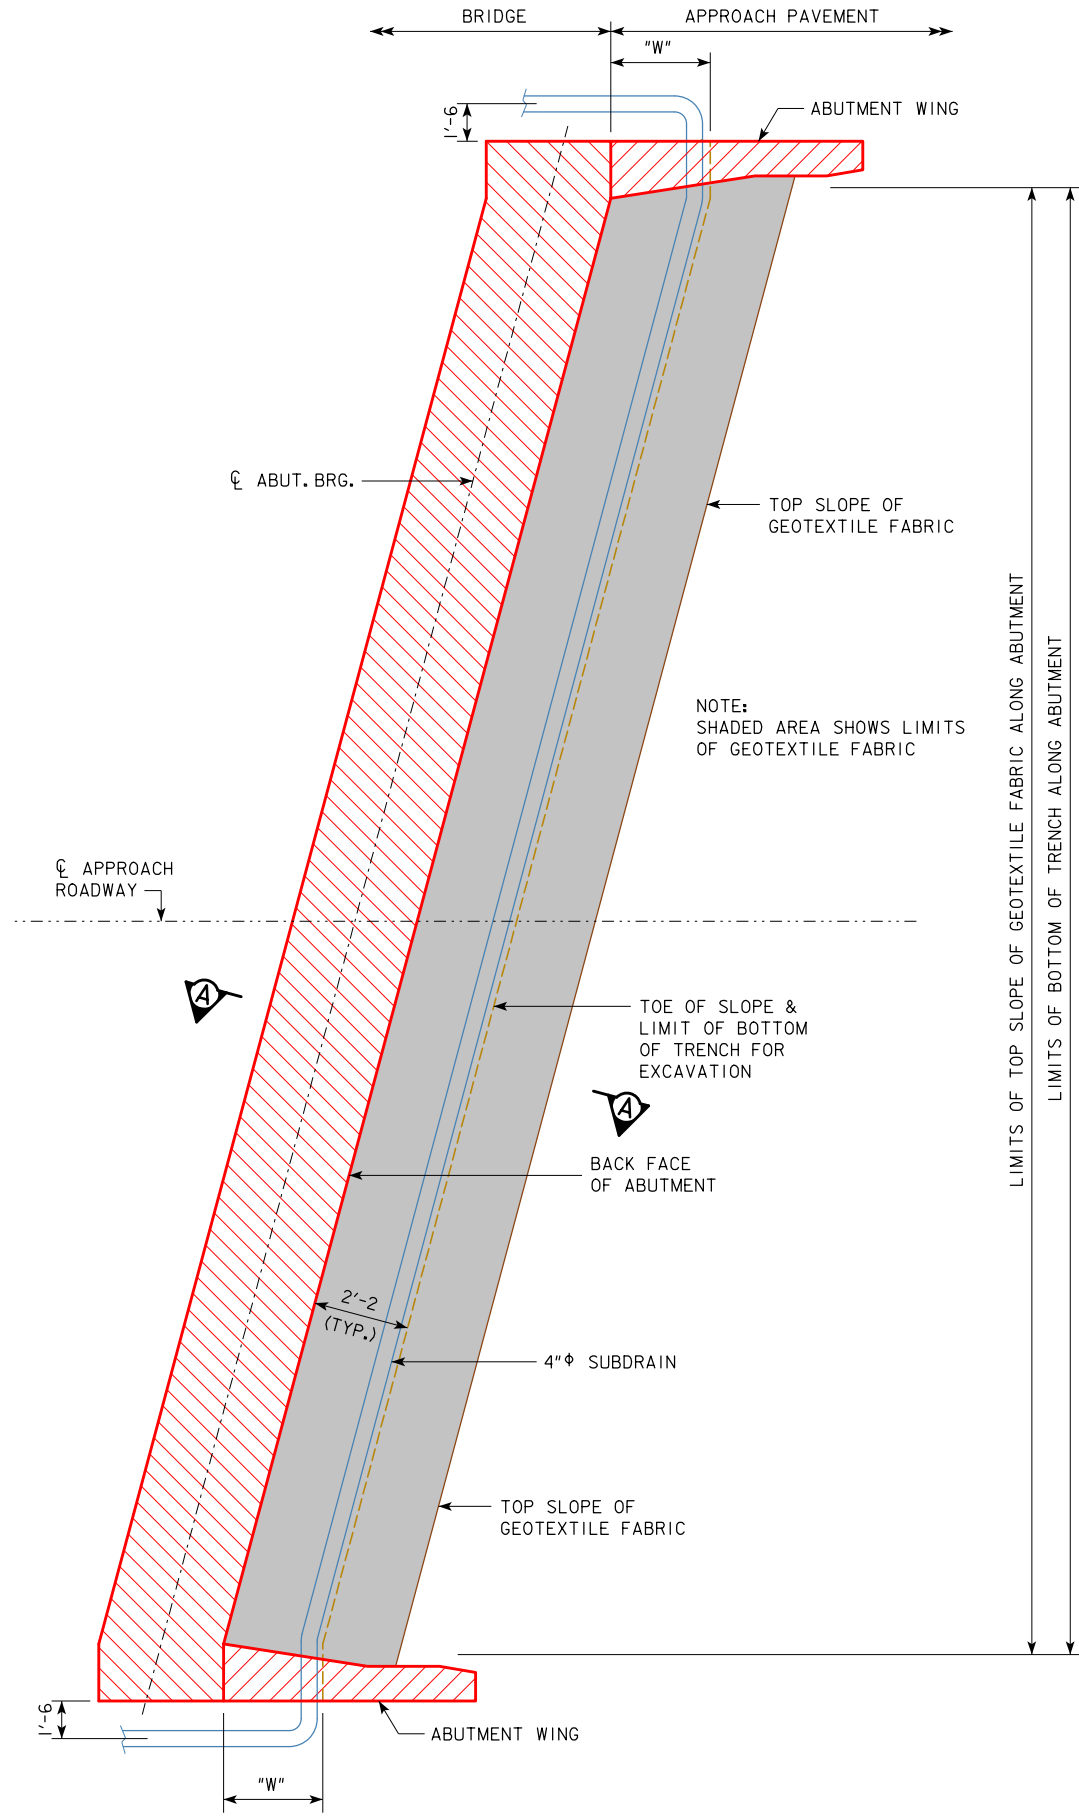 BRIDGE
APPROACH PAVEMENT
"W"
1'-6
ABUTMENT WING
℄ ABUT. BRG.
TOP SLOPE OF
GEOTEXTILE FABRIC
NOTE:
SHADED AREA SHOWS LIMITS
OF GEOTEXTILE FABRIC
LIMITS OF TOP SLOPE OF GEOTEXTILE FABRIC ALONG ABUTMENT
LIMITS OF BOTTOM OF TRENCH ALONG ABUTMENT
℄ APPROACH
ROADWAY
A
TOE OF SLOPE &
LIMIT OF BOTTOM
OF TRENCH FOR
EXCAVATION
A
BACK FACE
OF ABUTMENT
2'-2
(TYP.)
4"ϕ SUBDRAIN
TOP SLOPE OF
GEOTEXTILE FABRIC
1'-6
ABUTMENT WING
"W"